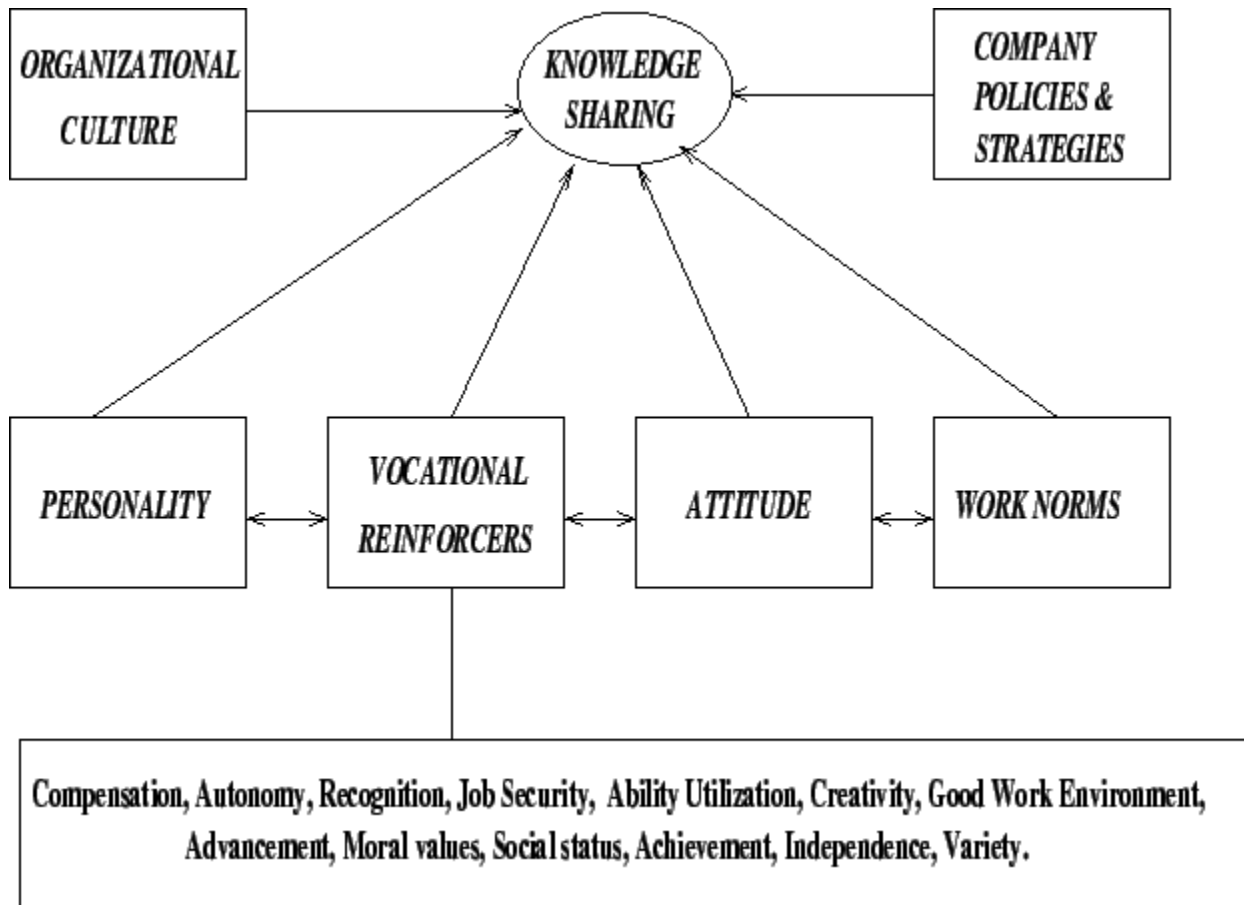 ORGANIZATIONAL
CULTURE
KNOWLEDGE
SHARING
COMPANY
POLICIES &
STRATEGIES
PERSONALITY
VOCATIONAL
REINFORCERS
ATTITUDE
WORK NORMS
Compensation, Autonomy, Recognition, Job Security, Ability Utilization, Creativity, Good Work Environment,
Advancement, Moral values, Social status, Achievement, Independence, Variety.